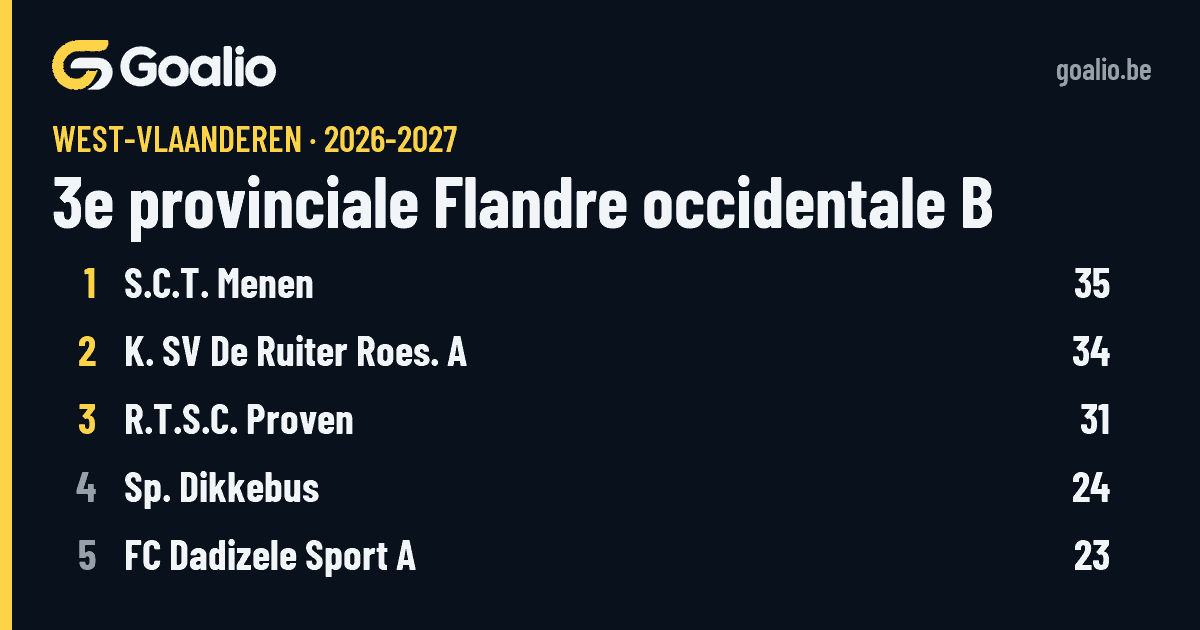 Goalio
goalio.be
WEST-VLAANDEREN · 2026-2027
3e provinciale Flandre occidentale B
1 S.C.T. Menen 35
2 K. SV De Ruiter Roes. A 34
3 R.T.S.C. Proven 31
4 Sp. Dikkebus 24
5 FC Dadizele Sport A 23